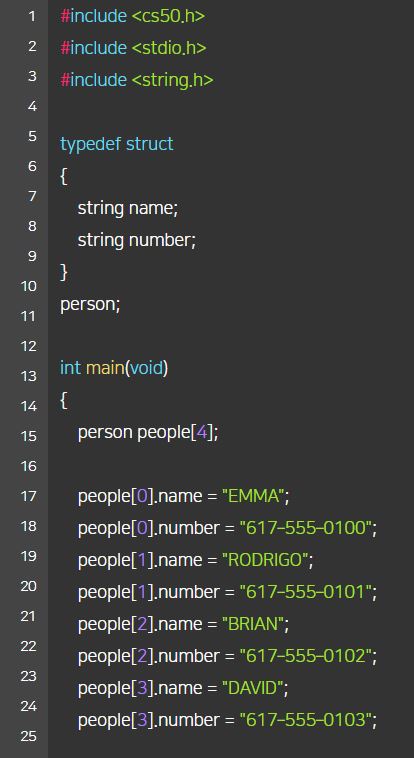 1 #include <cs50.h>
2 #include <stdio.h>
3 #include <string.h>
4
5 typedef struct
6 {
7     string name;
8     string number;
9 }
10 person;
11
12 int main(void)
13 {
14     person people[4];
15
16     people[0].name = "EMMA";
17     people[0].number = "617-555-0100";
18     people[1].name = "RODRIGO";
19     people[1].number = "617-555-0101";
20     people[2].name = "BRIAN";
21     people[2].number = "617-555-0102";
22     people[3].name = "DAVID";
23     people[3].number = "617-555-0103";
24
25